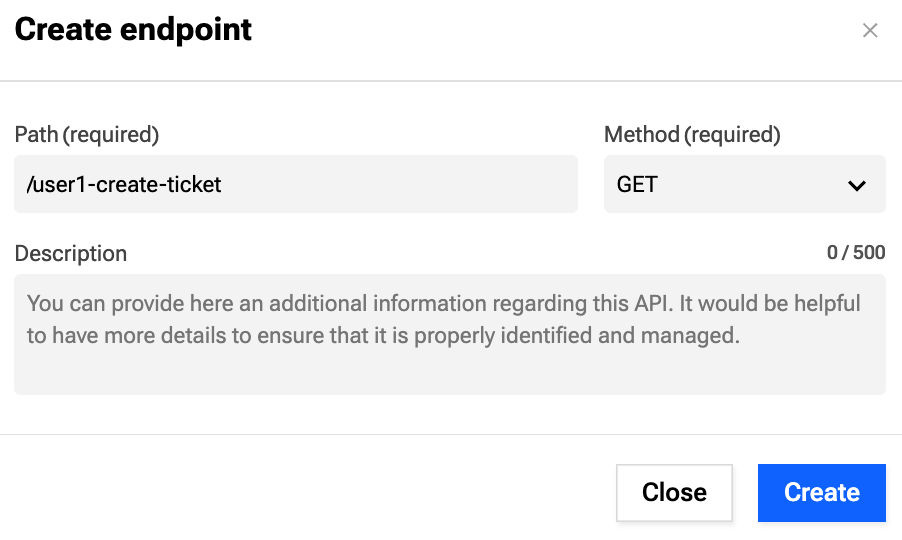 Create endpoint
Path (required)
Method (required)
/user1-create-ticket
GET
Description
0 / 500
You can provide here an additional information regarding this API. It would be helpful
to have more details to ensure that it is properly identified and managed.
Close
Create